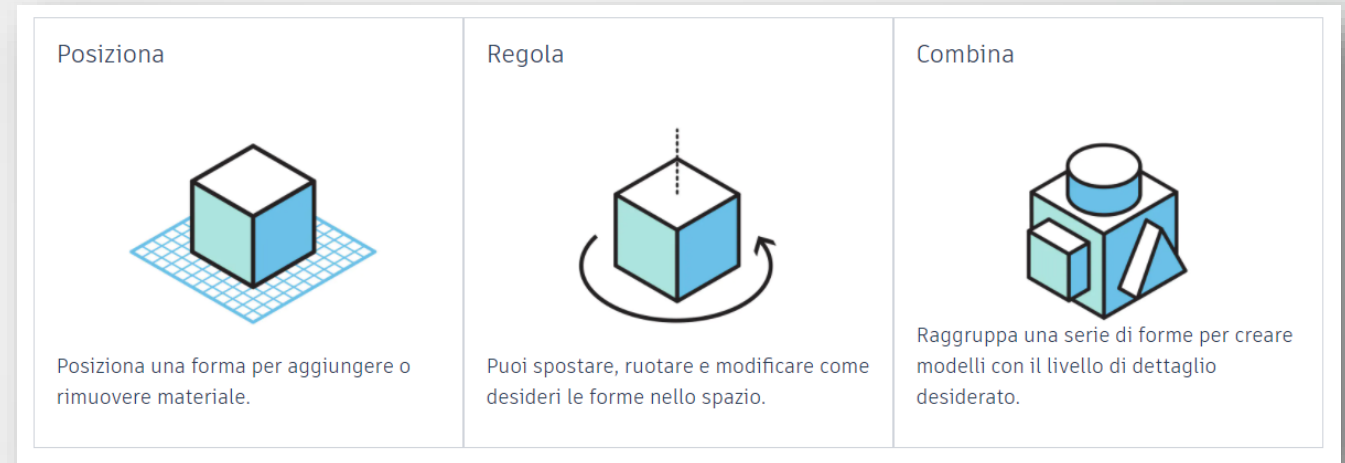 Posiziona
Posiziona una forma per aggiungere o
rimuovere materiale.
Regola
Puoi spostare, ruotare e modificare come
desideri le forme nello spazio.
Combina
Raggruppa una serie di forme per creare
modelli con il livello di dettaglio
desiderato.